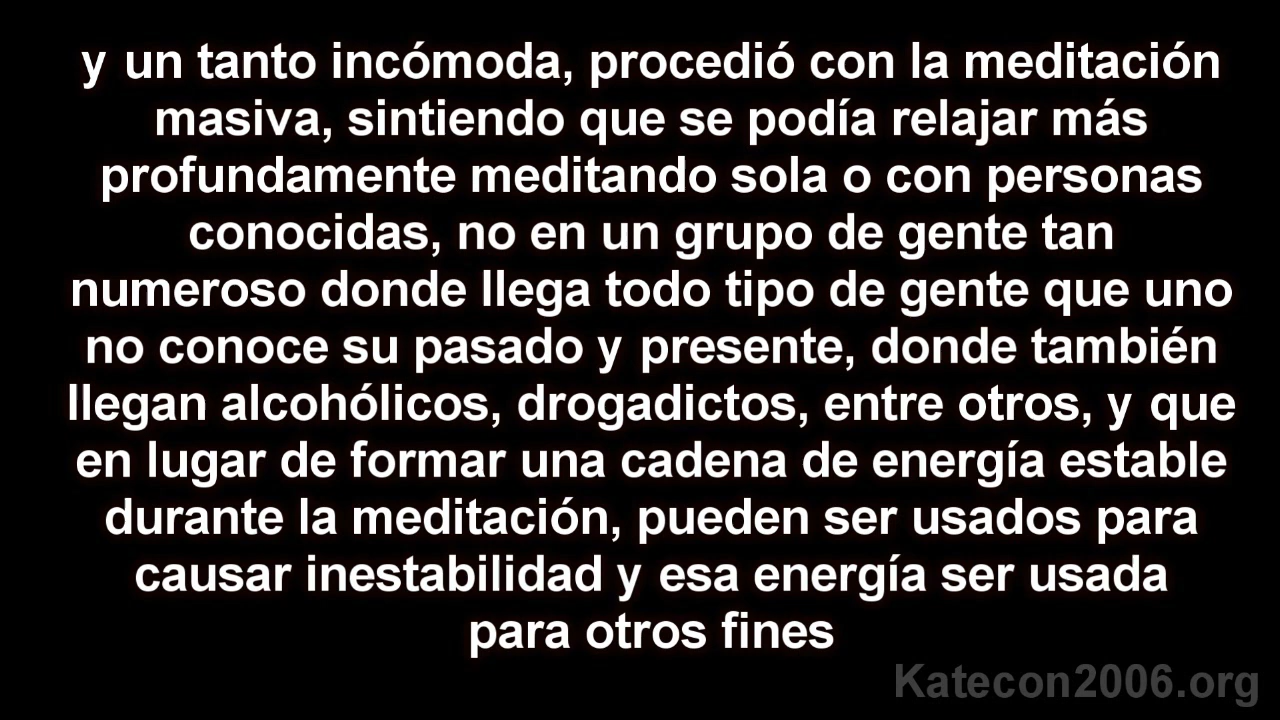 y un tanto incómoda, procedió con la meditación
masiva, sintiendo que se podía relajar más
profundamente meditando sola o con personas
conocidas, no en un grupo de gente tan
numeroso donde llega todo tipo de gente que uno
no conoce su pasado y presente, donde también
llegan alcohólicos, drogadictos, entre otros, y que
en lugar de formar una cadena de energía estable
durante la meditación, pueden ser usados para
causar inestabilidad y esa energía ser usada
para otros fines
Katecon2006.org